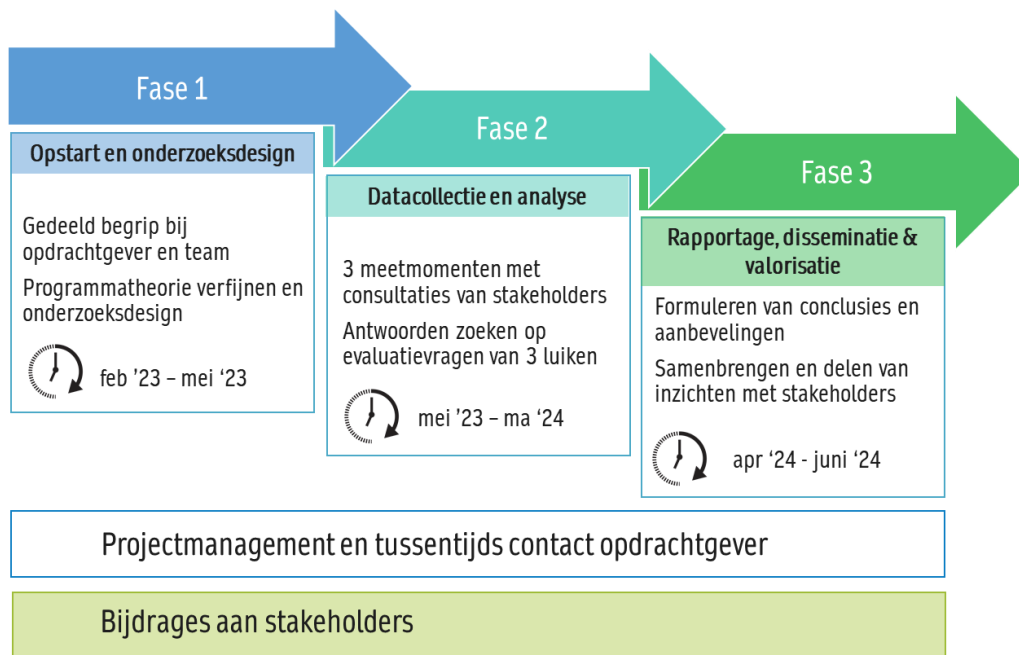 Fase 1
Opstart en onderzoeksdesign
Gedeeld begrip bij
opdrachtgever en team
Programmatheorie verfijnen en
onderzoeksdesign
feb ’23 – mei ‘23
Fase 2
Datacollectie en analyse
3 meetmomenten met
consultaties van stakeholders
Antwoorden zoeken op
evaluatievragen van 3 luiken
mei ’23 – ma ‘24
Fase 3
Rapportage, disseminatie &
valorisatie
Formuleren van conclusies en
aanbevelingen
Samenbrengen en delen van
inzichten met stakeholders
apr ‘24 - juni ‘24
Projectmanagement en tussentijds contact opdrachtgever
Bijdrages aan stakeholders